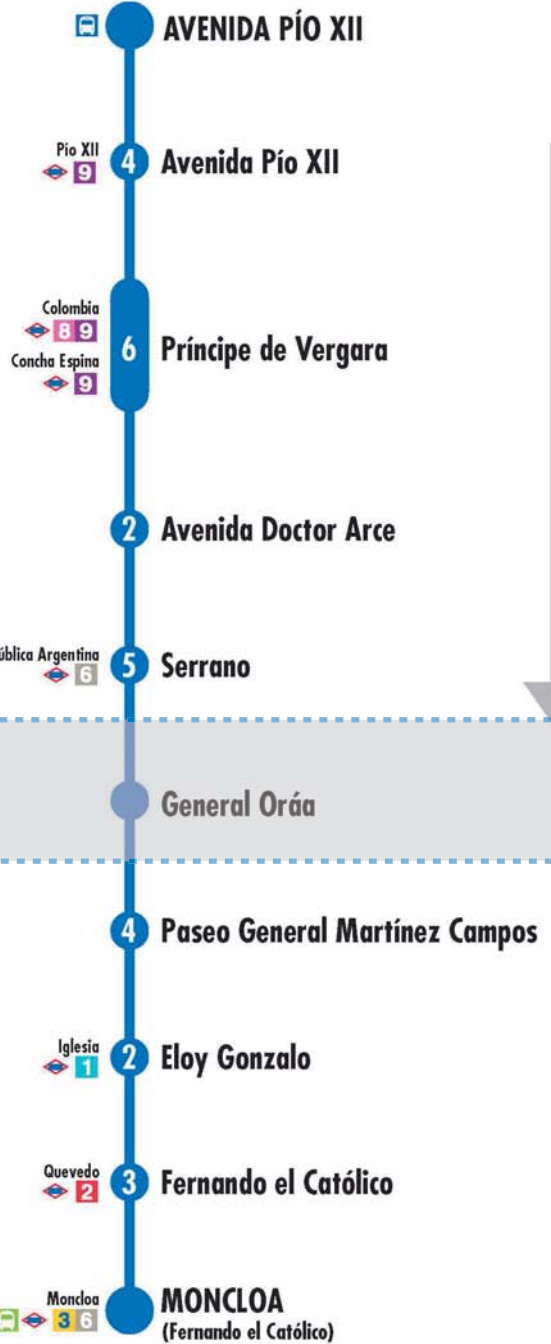 AVENIDA PÍO XII
Pio XII
9
4
Avenida Pío XII
Colombia
8 9
Concha Espina
9
6
Príncipe de Vergara
2
Avenida Doctor Arce
Argentina
6
5
Serrano
General Oráa
4
Paseo General Martínez Campos
Iglesia
1
2
Eloy Gonzalo
Quevedo
2
3
Fernando el Católico
Moncloa
3 6
MONCLOA
(Fernando el Católico)